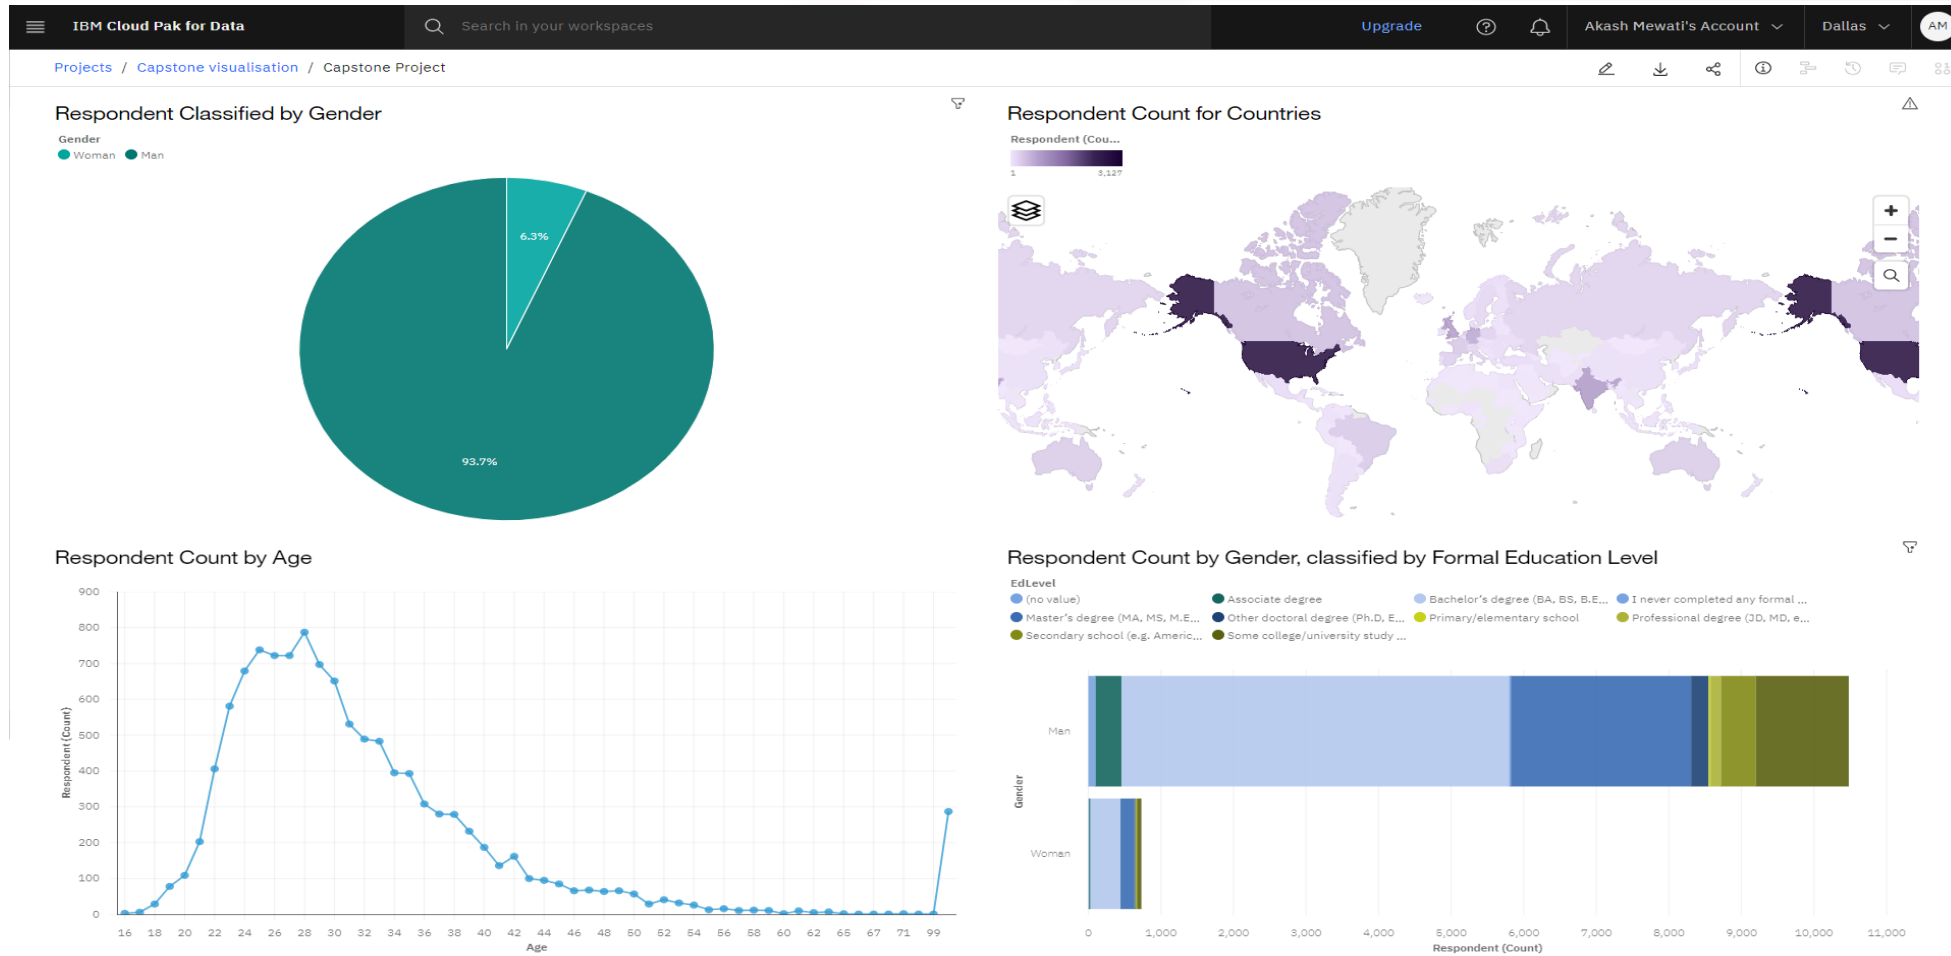 IBM Cloud Pak for Data
Search in your workspaces
Upgrade
Akash Mewati's Account
Dallas
AM
Projects / Capstone visualisation / Capstone Project
Respondent Classified by Gender
Gender
Woman Man
6.3%
93.7%
Respondent Count for Countries
Respondent (Cou...
1 3,127
Respondent Count by Age
900
800
700
600
500
400
300
200
100
0
Respondent (Count)
16 18 20 22 24 26 28 30 32 34 36 38 40 42 44 46 48 50 52 54 56 58 60 62 65 67 71 99
Age
Respondent Count by Gender, classified by Formal Education Level
EdLevel
(no value) Associate degree Bachelor's degree (BA, BS, B.E... I never completed any formal ...
Master's degree (MA, MS, M.E... Other doctoral degree (Ph.D, E... Primary/elementary school Professional degree (JD, MD, e...
Secondary school (e.g. Americ... Some college/university study ...
Gender
Man
Woman
0 1,000 2,000 3,000 4,000 5,000 6,000 7,000 8,000 9,000 10,000 11,000
Respondent (Count)